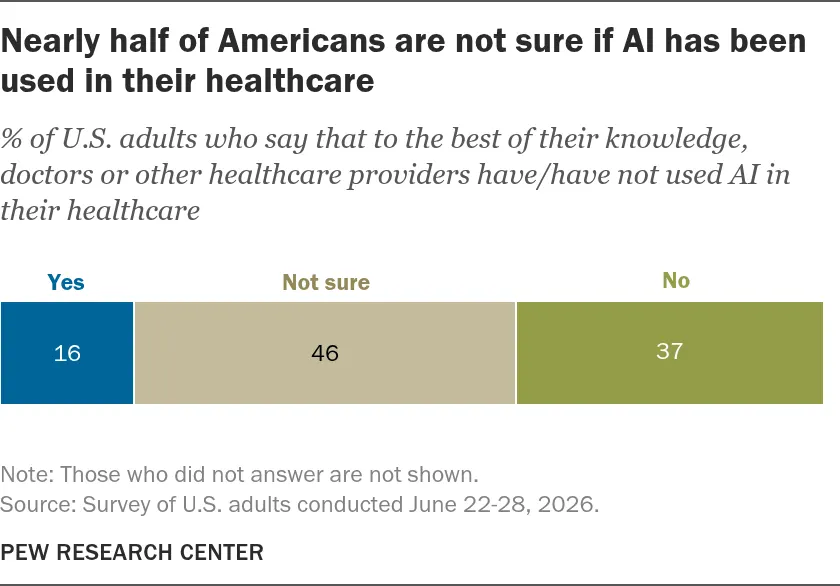 Nearly half of Americans are not sure if AI has been
used in their healthcare
% of U.S. adults who say that to the best of their knowledge,
doctors or other healthcare providers have/have not used AI in
their healthcare
Yes
Not sure
No
16
46
37
Note: Those who did not answer are not shown.
Source: Survey of U.S. adults conducted June 22-28, 2026.
PEW RESEARCH CENTER